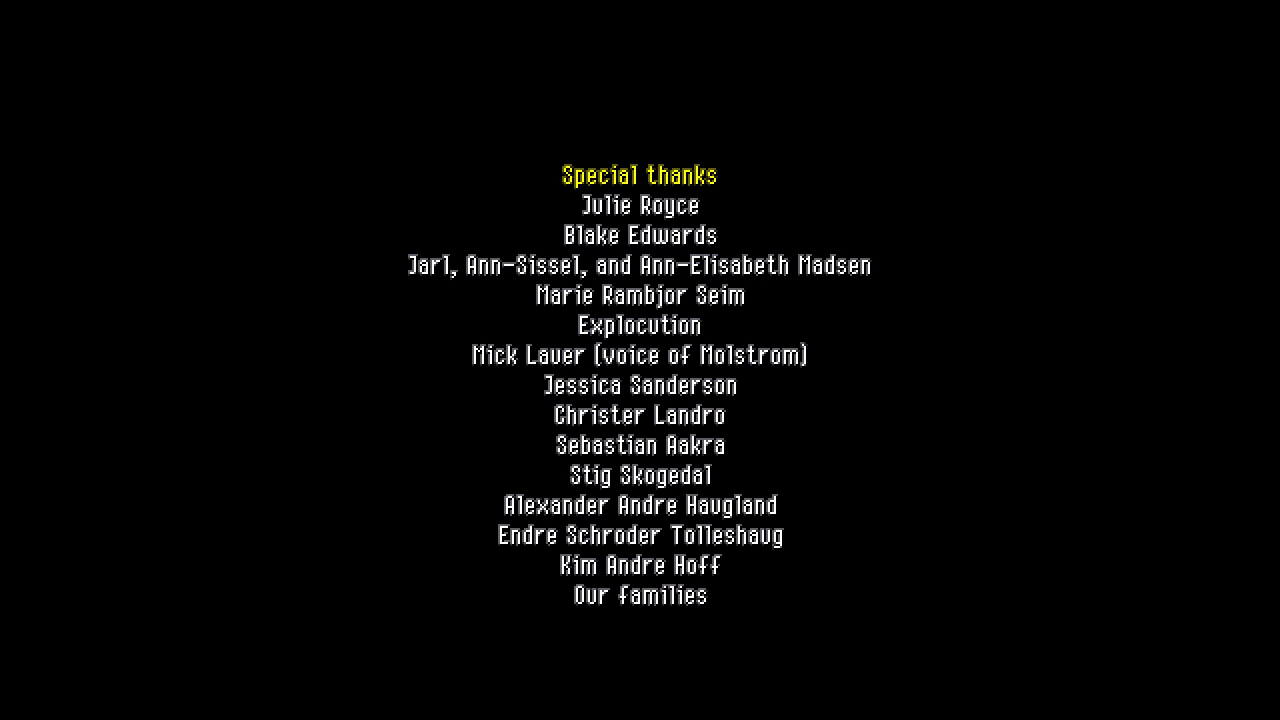 Special thanks
Julie Royce
Blake Edwards
Jarl, Ann-Sissel, and Ann-Elisabeth Madsen
Marie Rambjor Seim
Explocution
Mick Lauer (voice of Molstrom)
Jessica Sanderson
Christer Landro
Sebastian Aakra
Stig Skogedal
Alexander Andre Haugland
Endre Schroder Tolleshaug
Kim Andre Hoff
Our families